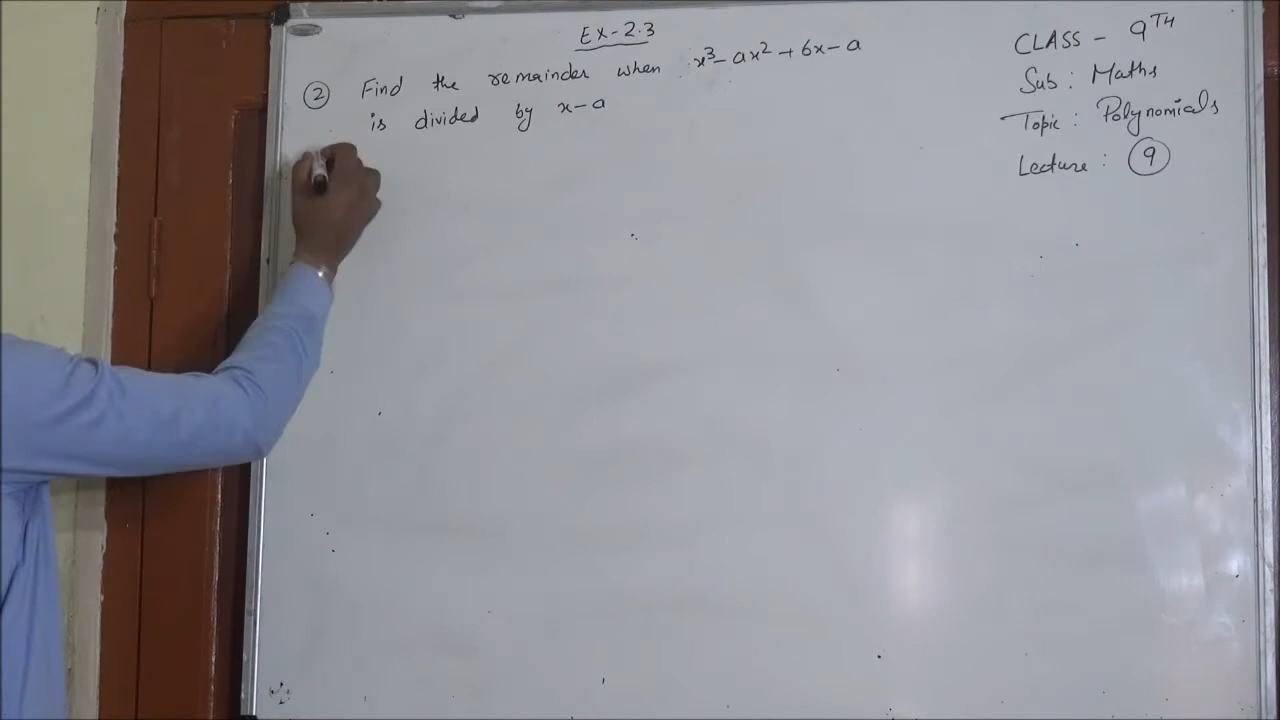 Ex-2.3
② Find the remainder when x³-ax²+6x-a
is divided by x-a
CLASS - 9TH
Sub : Maths
Topic : Polynomials
Lecture : ⑨